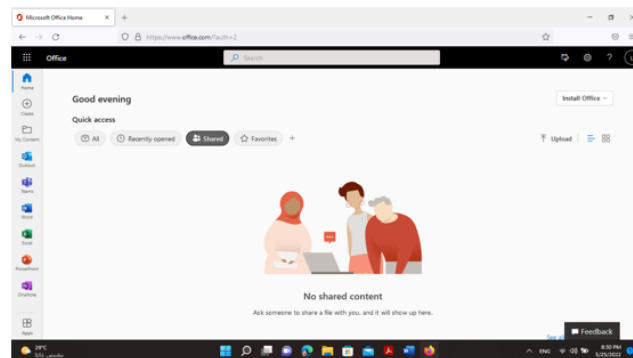 Microsoft Office Home
https://www.office.com/?auth=2
Office
Search
Home
Good evening
Install Office
Create
Quick access
My Content
All
Recently opened
Shared
Favorites
Upload
Outlook
Teams
Word
Excel
PowerPoint
OneNote
No shared content
Ask someone to share a file with you, and it will show up here.
Apps
See
Feedback
29°C
ENG
8:30 PM
5/25/2022